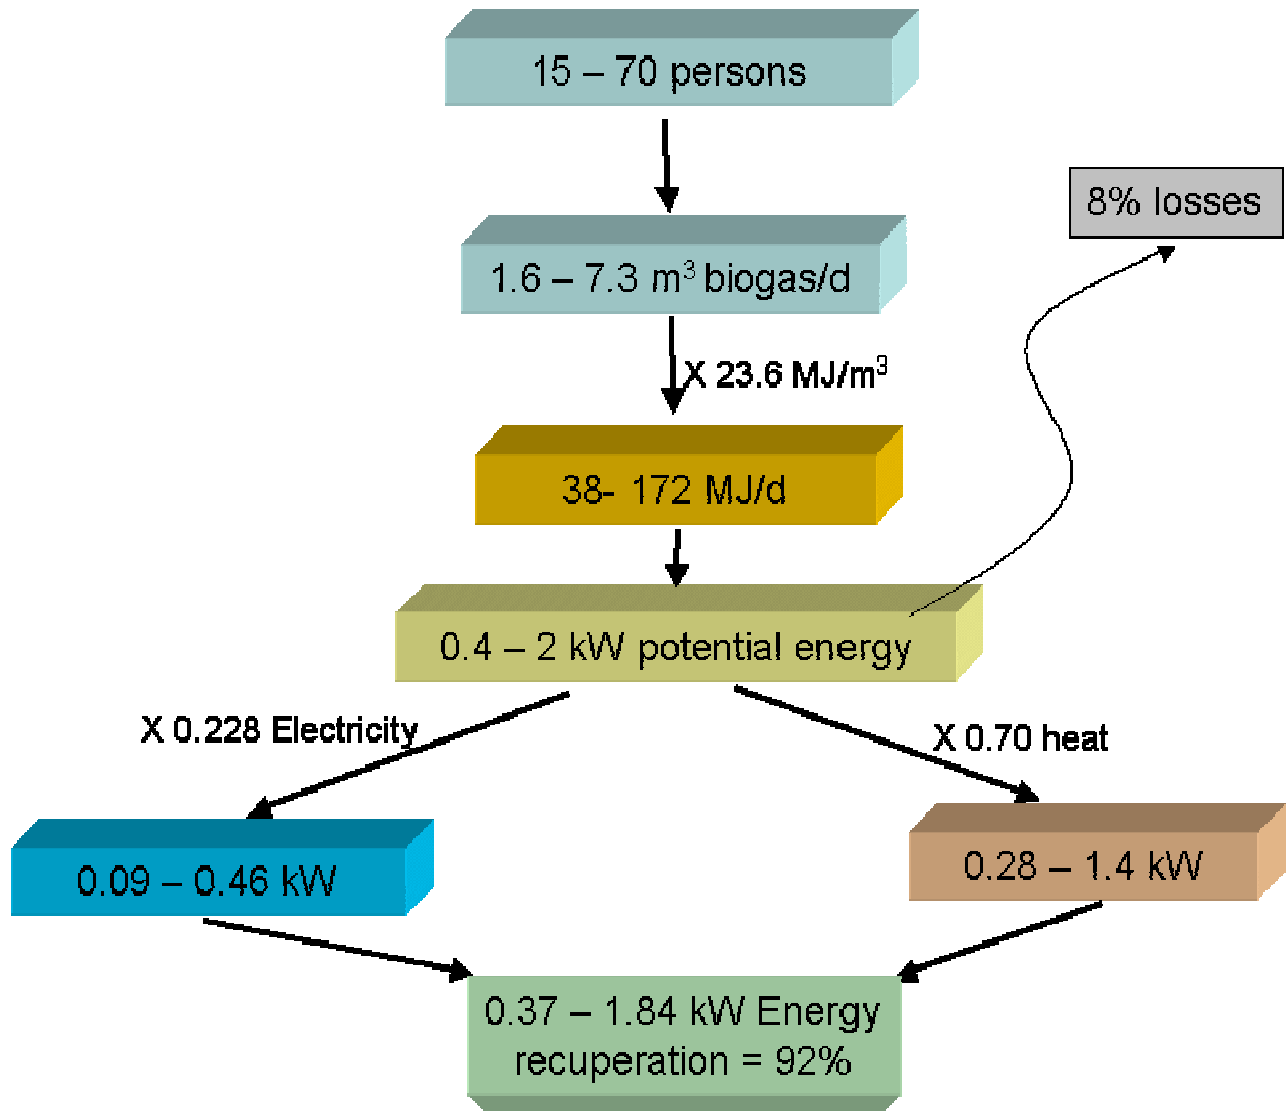 15 – 70 persons
8% losses
1.6 – 7.3 m³ biogas/d
X 23.6 MJ/m³
38- 172 MJ/d
0.4 – 2 kW potential energy
X 0.228 Electricity
X 0.70 heat
0.09 – 0.46 kW
0.28 – 1.4 kW
0.37 – 1.84 kW Energy
recuperation = 92%